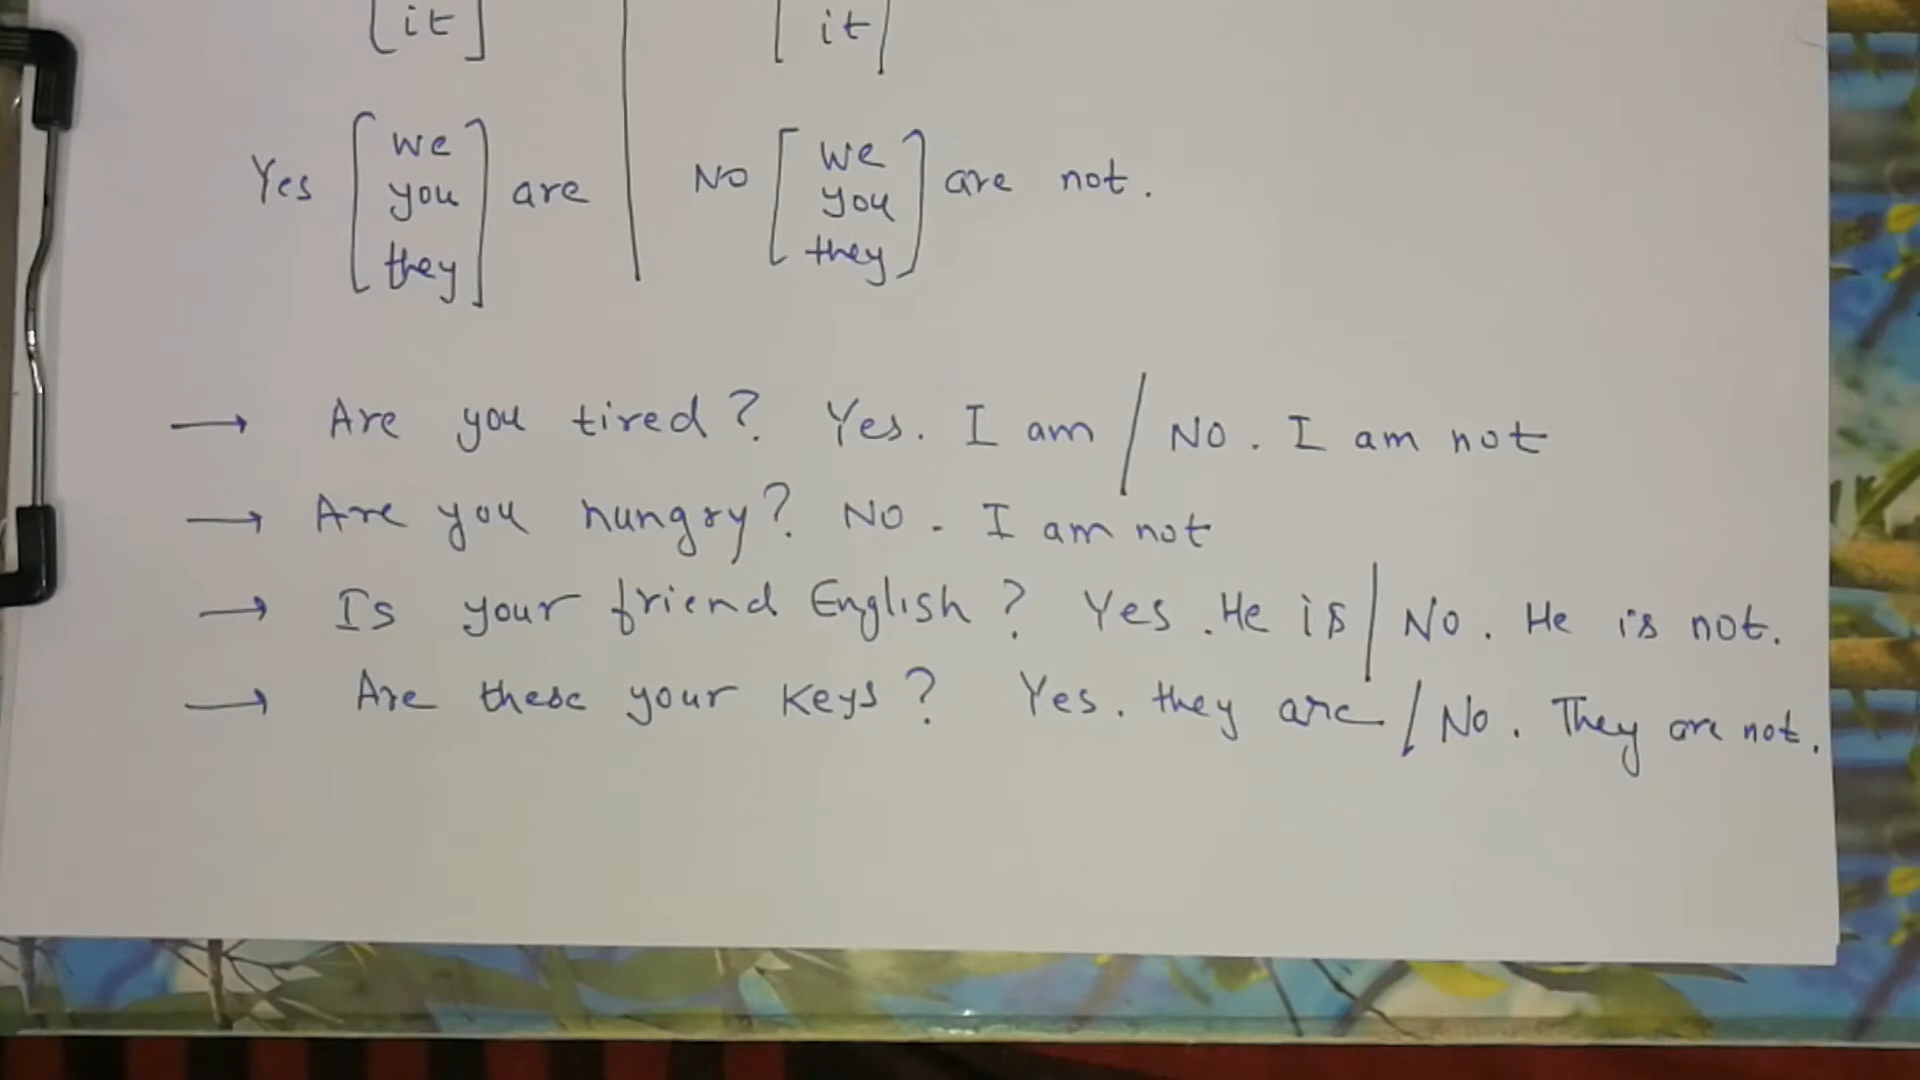 [it] [it]
we we
Yes you are No you are not.
they they
→ Are you tired? Yes. I am / No. I am not
→ Are you hungry? No. I am not
→ Is your friend English? Yes. He is / No. He is not.
→ Are these your keys? Yes. they are / No. They are not.